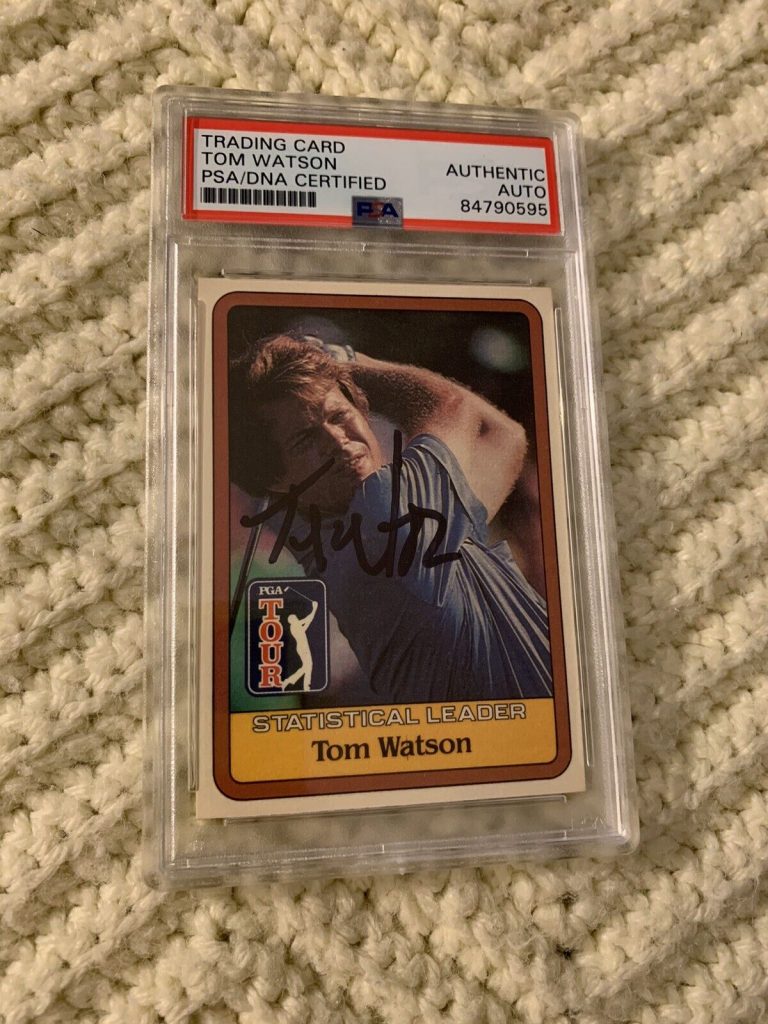 TRADING CARD
TOM WATSON
PSA/DNA CERTIFIED
AUTHENTIC
AUTO
84790595
PSA
PGA
TOUR
STATISTICAL LEADER
Tom Watson